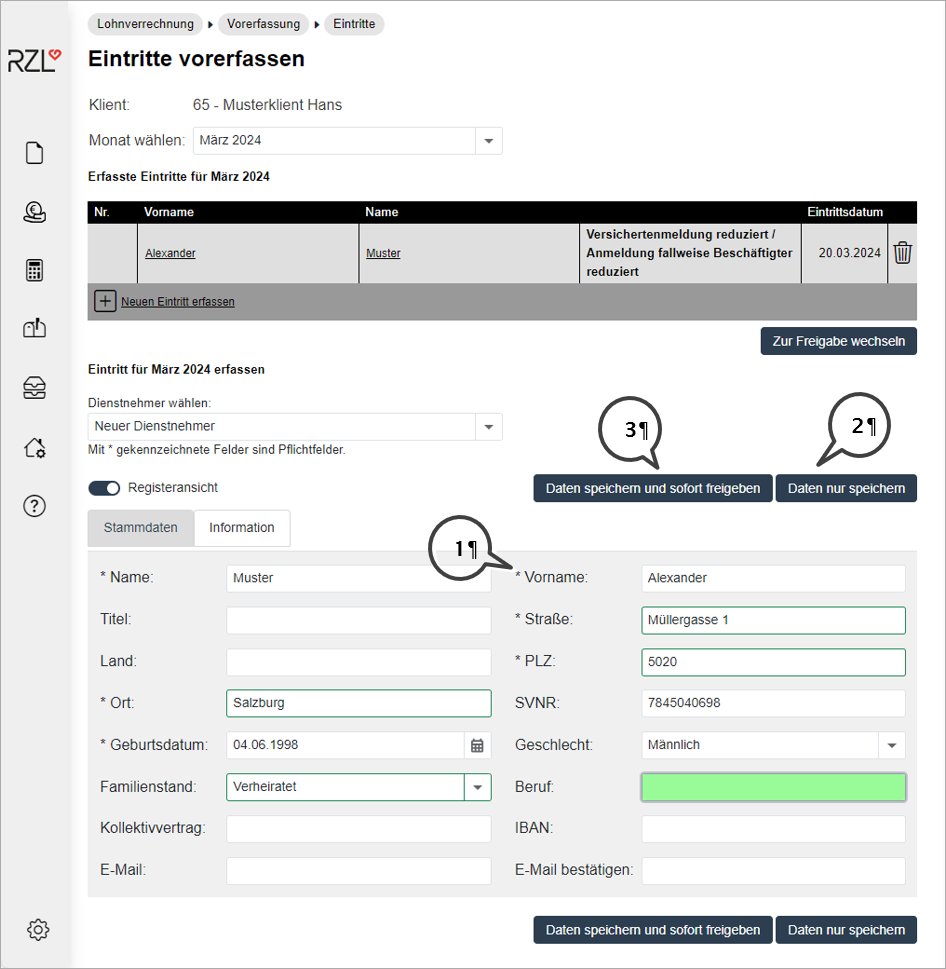 Lohnverrechnung Vorerfassung Eintritte
RZL
Eintritte vorerfassen
Klient: 65 - Musterklient Hans
Monat wählen: März 2024
Erfasste Eintritte für März 2024
Nr. Vorname Name Eintrittsdatum
Alexander Muster Versichertenmeldung reduziert / Anmeldung fallweise Beschäftigter reduziert 20.03.2024
+ Neuen Eintritt erfassen
Zur Freigabe wechseln
Eintritt für März 2024 erfassen
Dienstnehmer wählen:
Neuer Dienstnehmer
Mit * gekennzeichnete Felder sind Pflichtfelder.
3¶ 2¶
Registeransicht Daten speichern und sofort freigeben Daten nur speichern
Stammdaten Information
1¶
* Name: Muster * Vorname: Alexander
Titel: * Straße: Müllergasse 1
Land: * PLZ: 5020
* Ort: Salzburg SVNR: 7845040698
* Geburtsdatum: 04.06.1998 Geschlecht: Männlich
Familienstand: Verheiratet Beruf:
Kollektivvertrag: IBAN:
E-Mail: E-Mail bestätigen:
Daten speichern und sofort freigeben Daten nur speichern